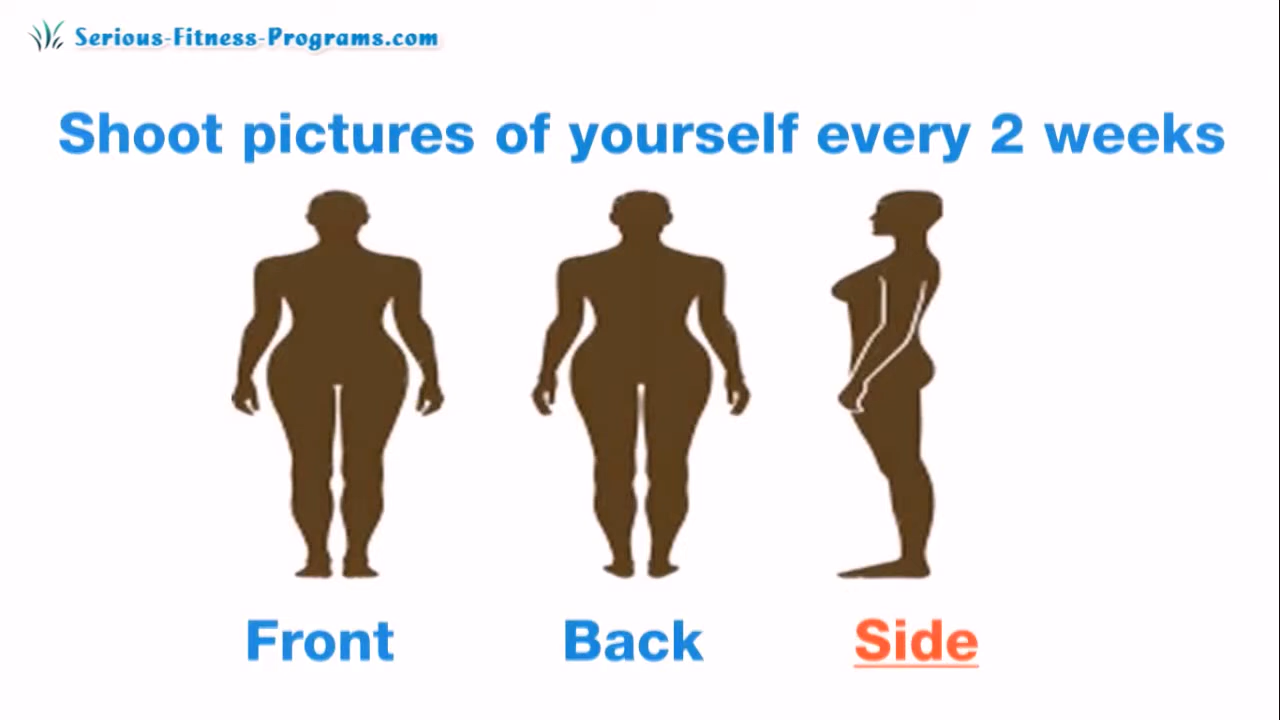 Serious-Fitness-Programs.com
Shoot pictures of yourself every 2 weeks
Front Back Side